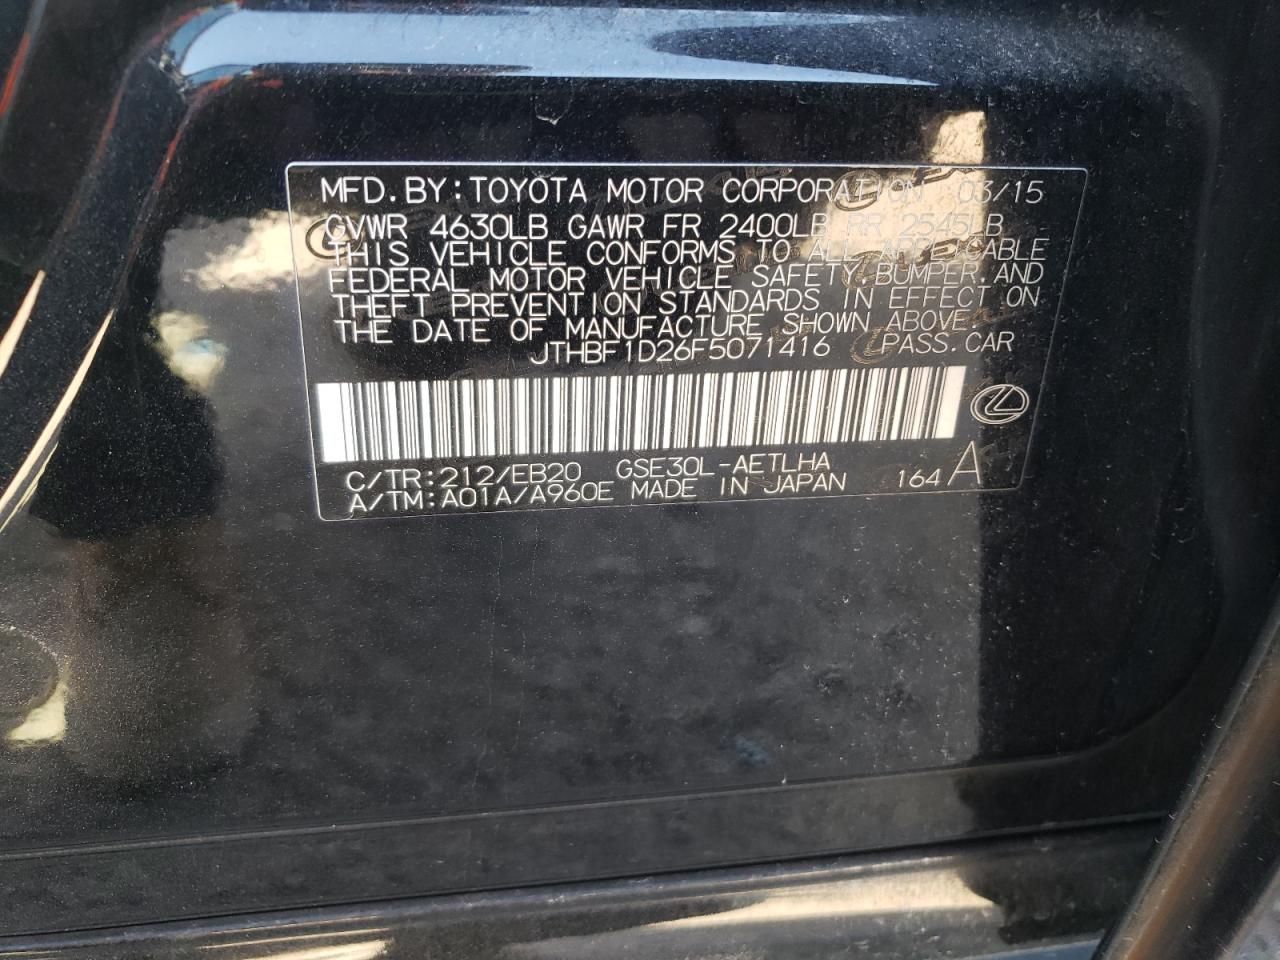 MFD.BY:TOYOTA MOTOR CORPORATION 03/15
GVWR 4630LB GAWR FR 2400LB RR 2545LB
THIS VEHICLE CONFORMS TO ALL APPLICABLE
FEDERAL MOTOR VEHICLE SAFETY,BUMPER,AND
THEFT PREVENTION STANDARDS IN EFFECT ON
THE DATE OF MANUFACTURE SHOWN ABOVE.
JTHBF1D26F5071416 PASS.CAR
C/TR:212/EB20 GSE30L-AETLHA
A/TM:A01A/A960E MADE IN JAPAN 164 A